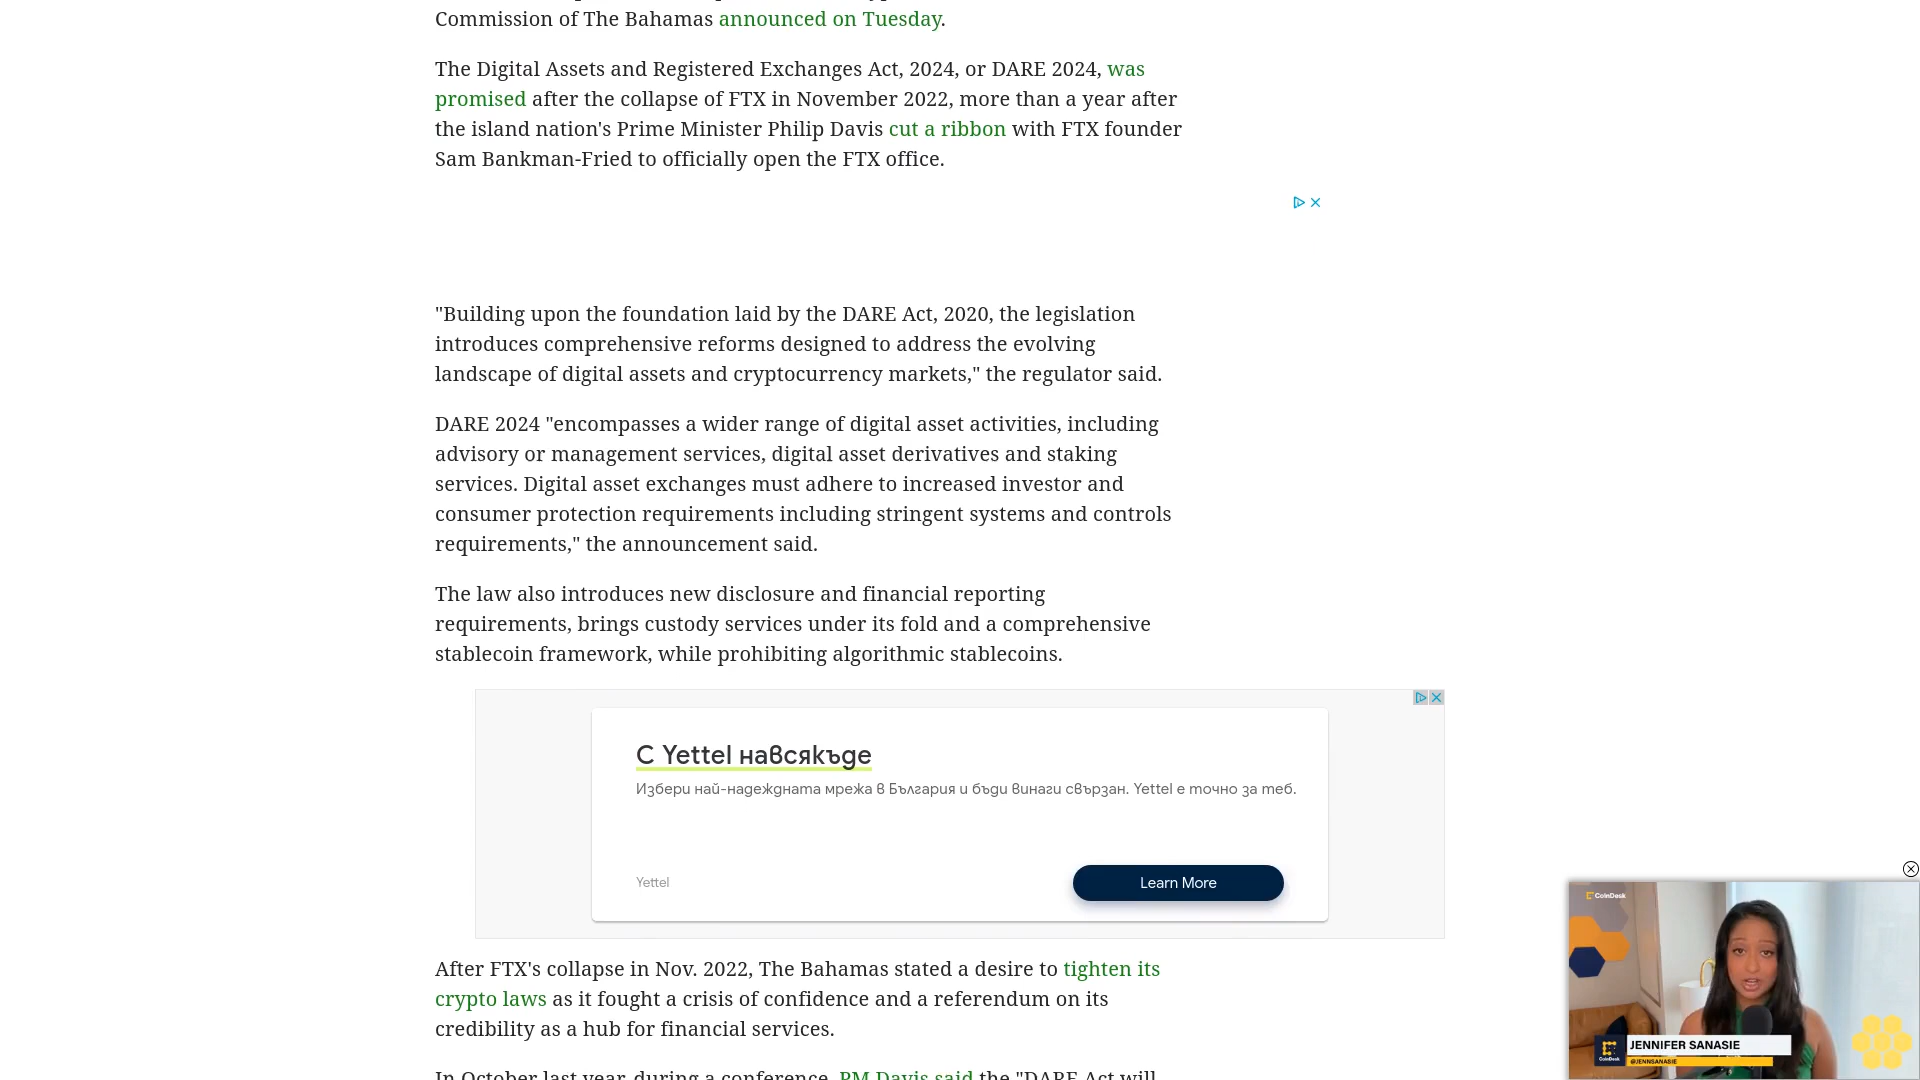 Commission of The Bahamas announced on Tuesday.
The Digital Assets and Registered Exchanges Act, 2024, or DARE 2024, was
promised after the collapse of FTX in November 2022, more than a year after
the island nation's Prime Minister Philip Davis cut a ribbon with FTX founder
Sam Bankman-Fried to officially open the FTX office.
"Building upon the foundation laid by the DARE Act, 2020, the legislation
introduces comprehensive reforms designed to address the evolving
landscape of digital assets and cryptocurrency markets," the regulator said.
DARE 2024 "encompasses a wider range of digital asset activities, including
advisory or management services, digital asset derivatives and staking
services. Digital asset exchanges must adhere to increased investor and
consumer protection requirements including stringent systems and controls
requirements," the announcement said.
The law also introduces new disclosure and financial reporting
requirements, brings custody services under its fold and a comprehensive
stablecoin framework, while prohibiting algorithmic stablecoins.
С Yettel навсякъде
Избери най-надеждната мрежа в България и бъди винаги свързан. Yettel е точно за теб.
Yettel
Learn More
After FTX's collapse in Nov. 2022, The Bahamas stated a desire to tighten its
crypto laws as it fought a crisis of confidence and a referendum on its
credibility as a hub for financial services.
In October last year, during a conference, PM Davis said the "DARE Act will
CoinDesk
JENNIFER SANASIE
CoinDesk
@JENNSANASIE